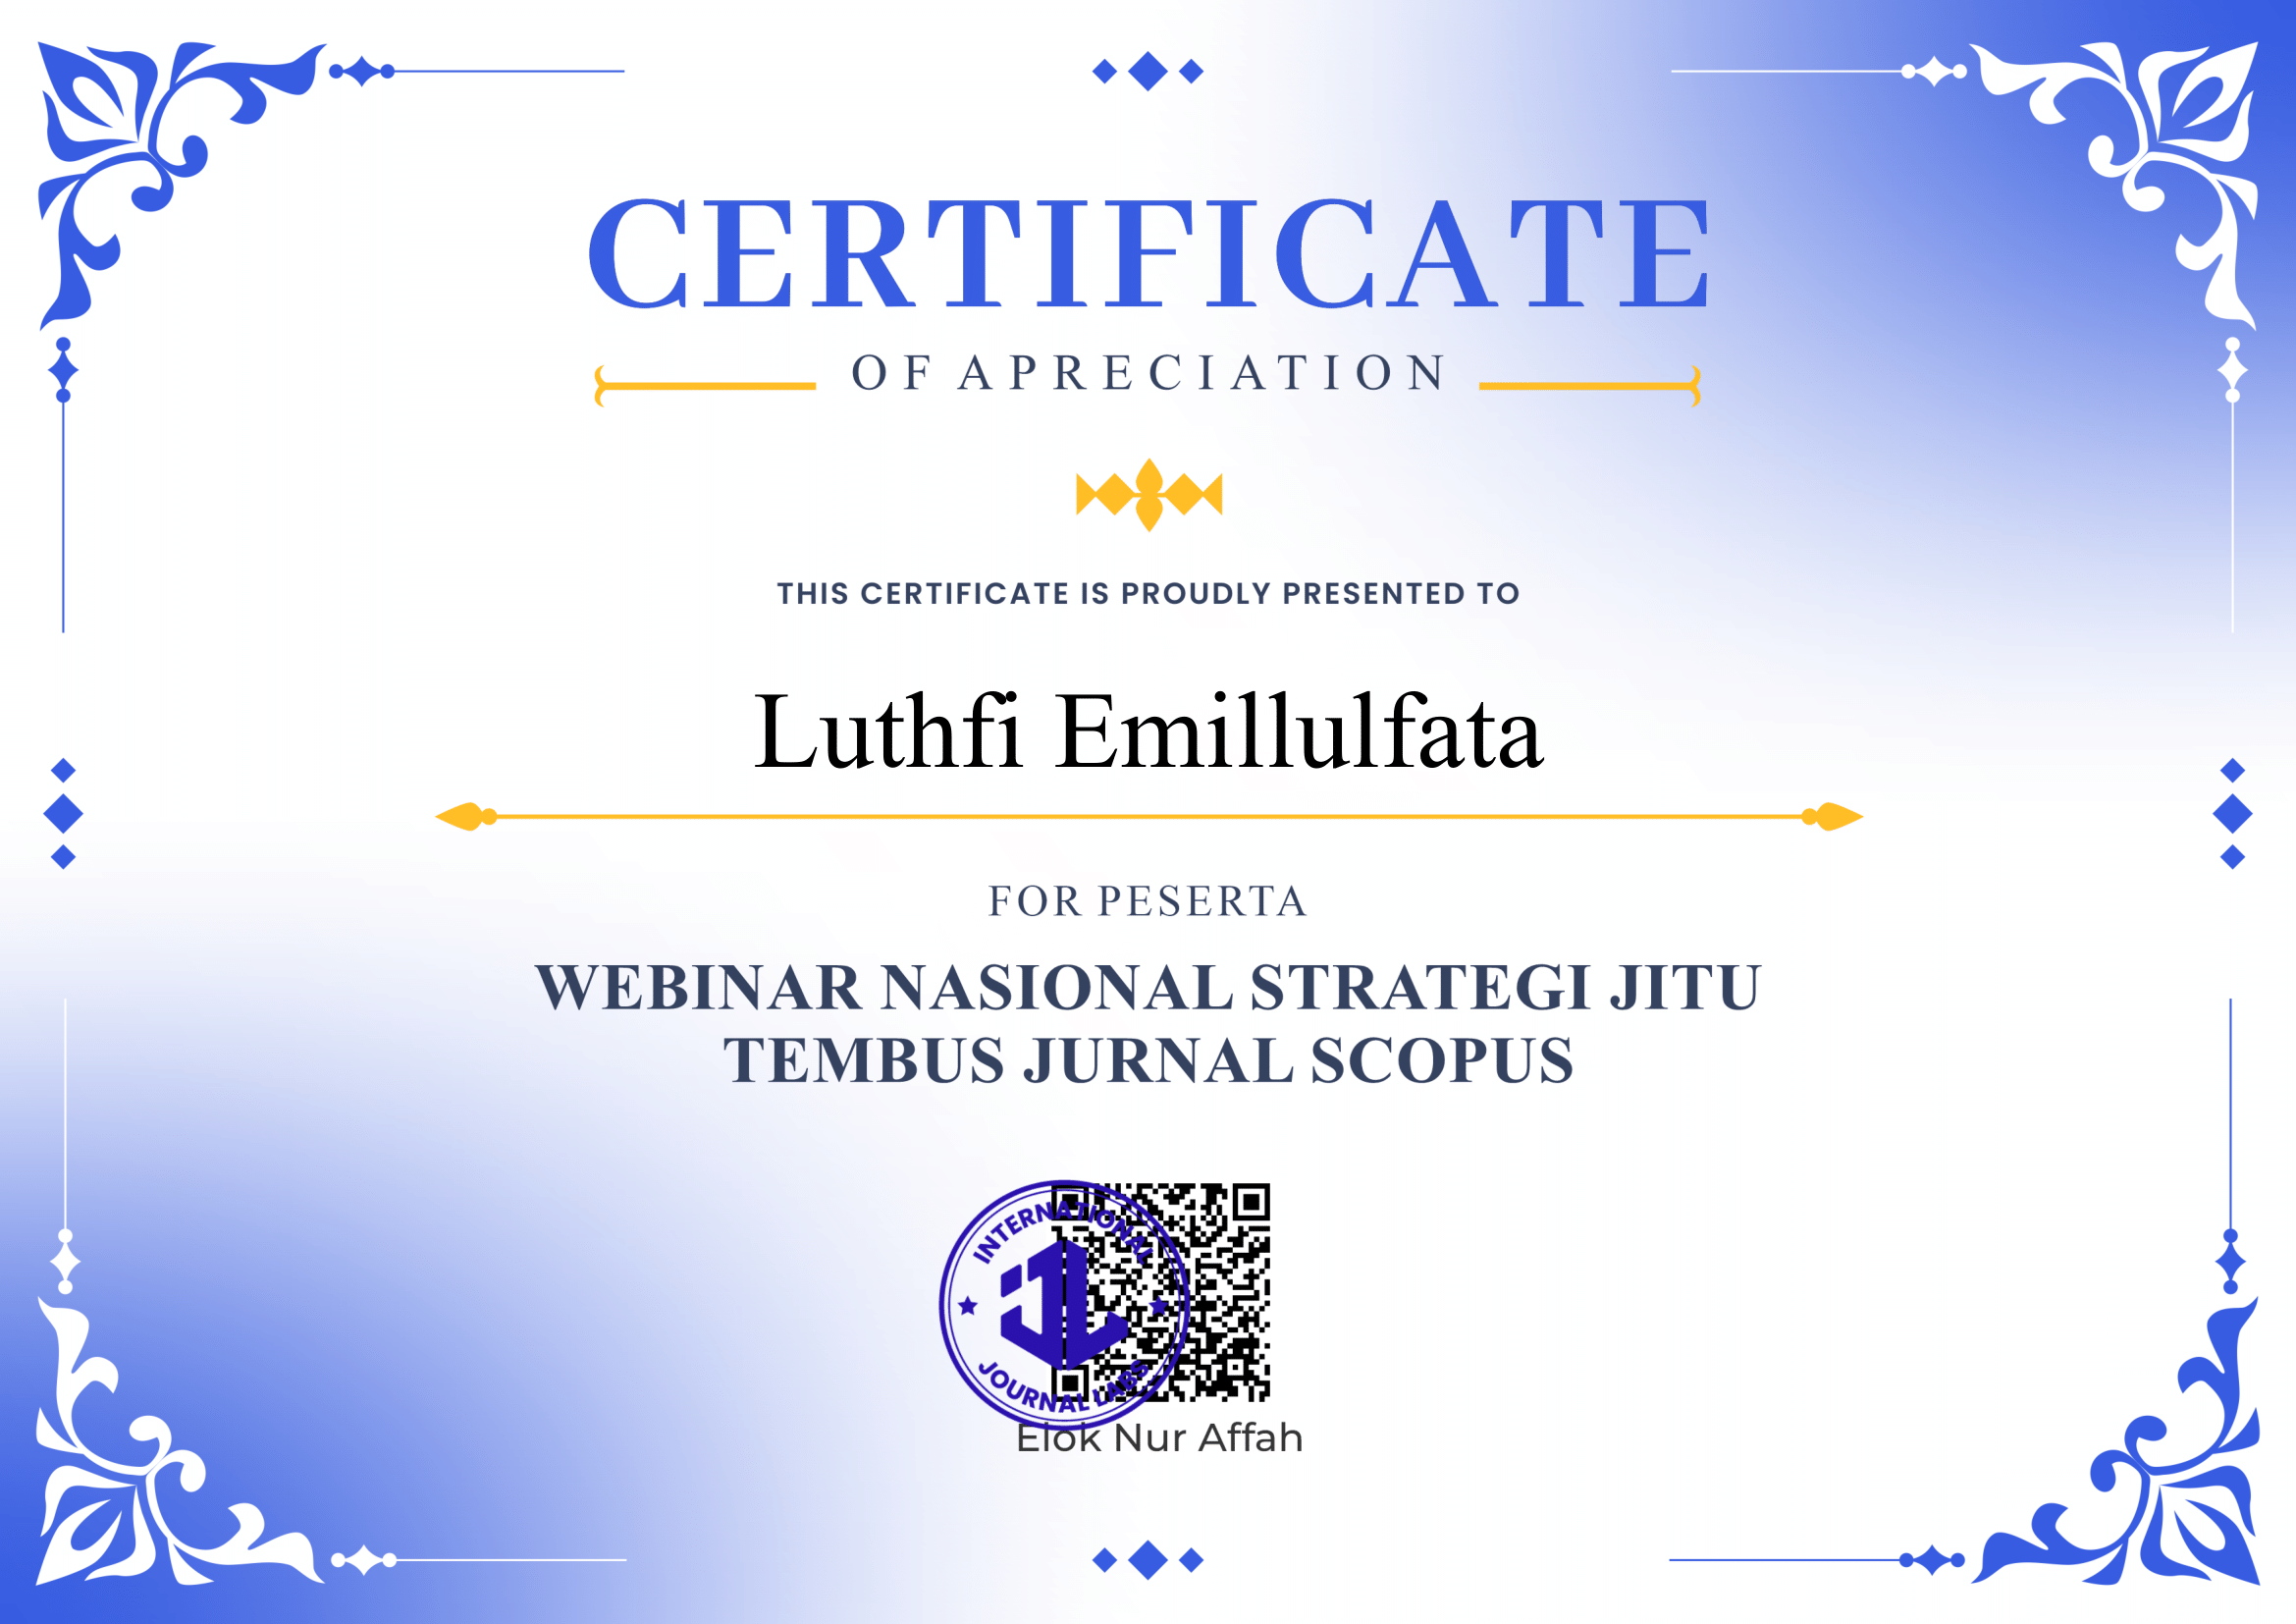 CERTIFICATE
OF APRECIATION
THIS CERTIFICATE IS PROUDLY PRESENTED TO
Luthfi Emillulfata
FOR PESERTA
WEBINAR NASIONAL STRATEGI JITU
TEMBUS JURNAL SCOPUS
INTERNATIONAL
JOURNAL LABS
Elok Nur Affah